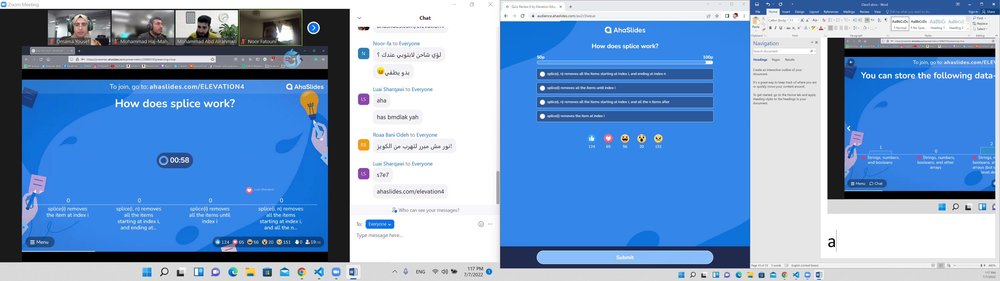 Zoom Meeting
Omama Yousef
Mohammad Haj-Mah...
Mohammad Abd Alrahman
Noor Fatouni
Quiz Review 0 - AhaSlides
https://presenter.ahaslides.com/presentation/2898919?presenting=true
WhatsApp
Telegram Web
Facebook
Twitter
Instagram
YouTube
Amazon
Amazon.de
Twitch
LinkedIn
SoundCloud
linkedin skill assessme...
Python Mastery
Elevation
To join, go to: ahaslides.com/ELEVATION4
AhaSlides
How does splice work?
00:58
Luai Sharqawi
0
0
0
0
splice(i) removes
the item at index i
splice(i, n) removes
all the items
starting at index i,
and ending at...
splice(i) removes
all the items until
index i
splice(i, n) removes
all the items
starting at index i,
and all the n...
Menu
124
65
56
20
151
0
19/25
Chat
ahaslides.com/elevation4
Noor-fa to Everyone
N
لؤي شاحن لابتوبي عندك ؟
بدو يطفي
Luai Sharqawi to Everyone
LS
aha
has bmdlak yah
Roaa Bani Odeh to Everyone
RB
نور مش مبرر لتهرب من الكويز!
Luai Sharqawi to Everyone
LS
s7e7
ahaslides.com/elevation4
Who can see your messages?
To: Everyone
Type message here...
ENG
1:17 PM
7/7/2022
1
Quiz Review 0 by Elevation Educ
audience.ahaslides.com/aw2r3lwkue
AhaSlides
How does splice work?
50p
100p
splice(i, n) removes all the items starting at index i, and ending at index n
splice(i) removes all the items until index i
splice(i, n) removes all the items starting at index i, and all the n items after
splice(i) removes the item at index i
124
65
56
20
151
Submit
Class5.docx - Word
File
Home
Insert
Design
Layout
References
Mailings
Review
View
Tell me what you want to do...
Sign in
Share
Paste
Calibri (Body)
11
B I U abc X₂ X²
AaBbCcDc
AaBbCcDc
AaBbCc
AaBbCcE
¶ Normal
¶ No Spac...
Heading 1
Heading 2
Find
Replace
Select
Clipboard
Font
Paragraph
Styles
Editing
Navigation
Search document
Headings
Pages
Results
Create an interactive outline of your
document.
It's a great way to keep track of where you are
or quickly move your content around.
To get started, go to the Home tab and apply
Heading styles to the headings in your
document.
https://presenter.ahaslides.com/presentation/2898919?presenting=true
WhatsApp
Telegram Web
Facebook
Twitter
Instagram
YouTube
Amazon
Amazon.de
Twitch
LinkedIn
SoundCloud
To join, go to: ahaslides.com/ELE
You can store the following data-
1
0
2
Strings, numbers,
and booleans
Strings, numbers,
booleans, and other
arrays
Strings, n
booleans, a
arrays (but o
level de
Menu
Chat
a
Page 10 of 10
5 words
English (United States)
480%
1:17 PM
7/7/2022